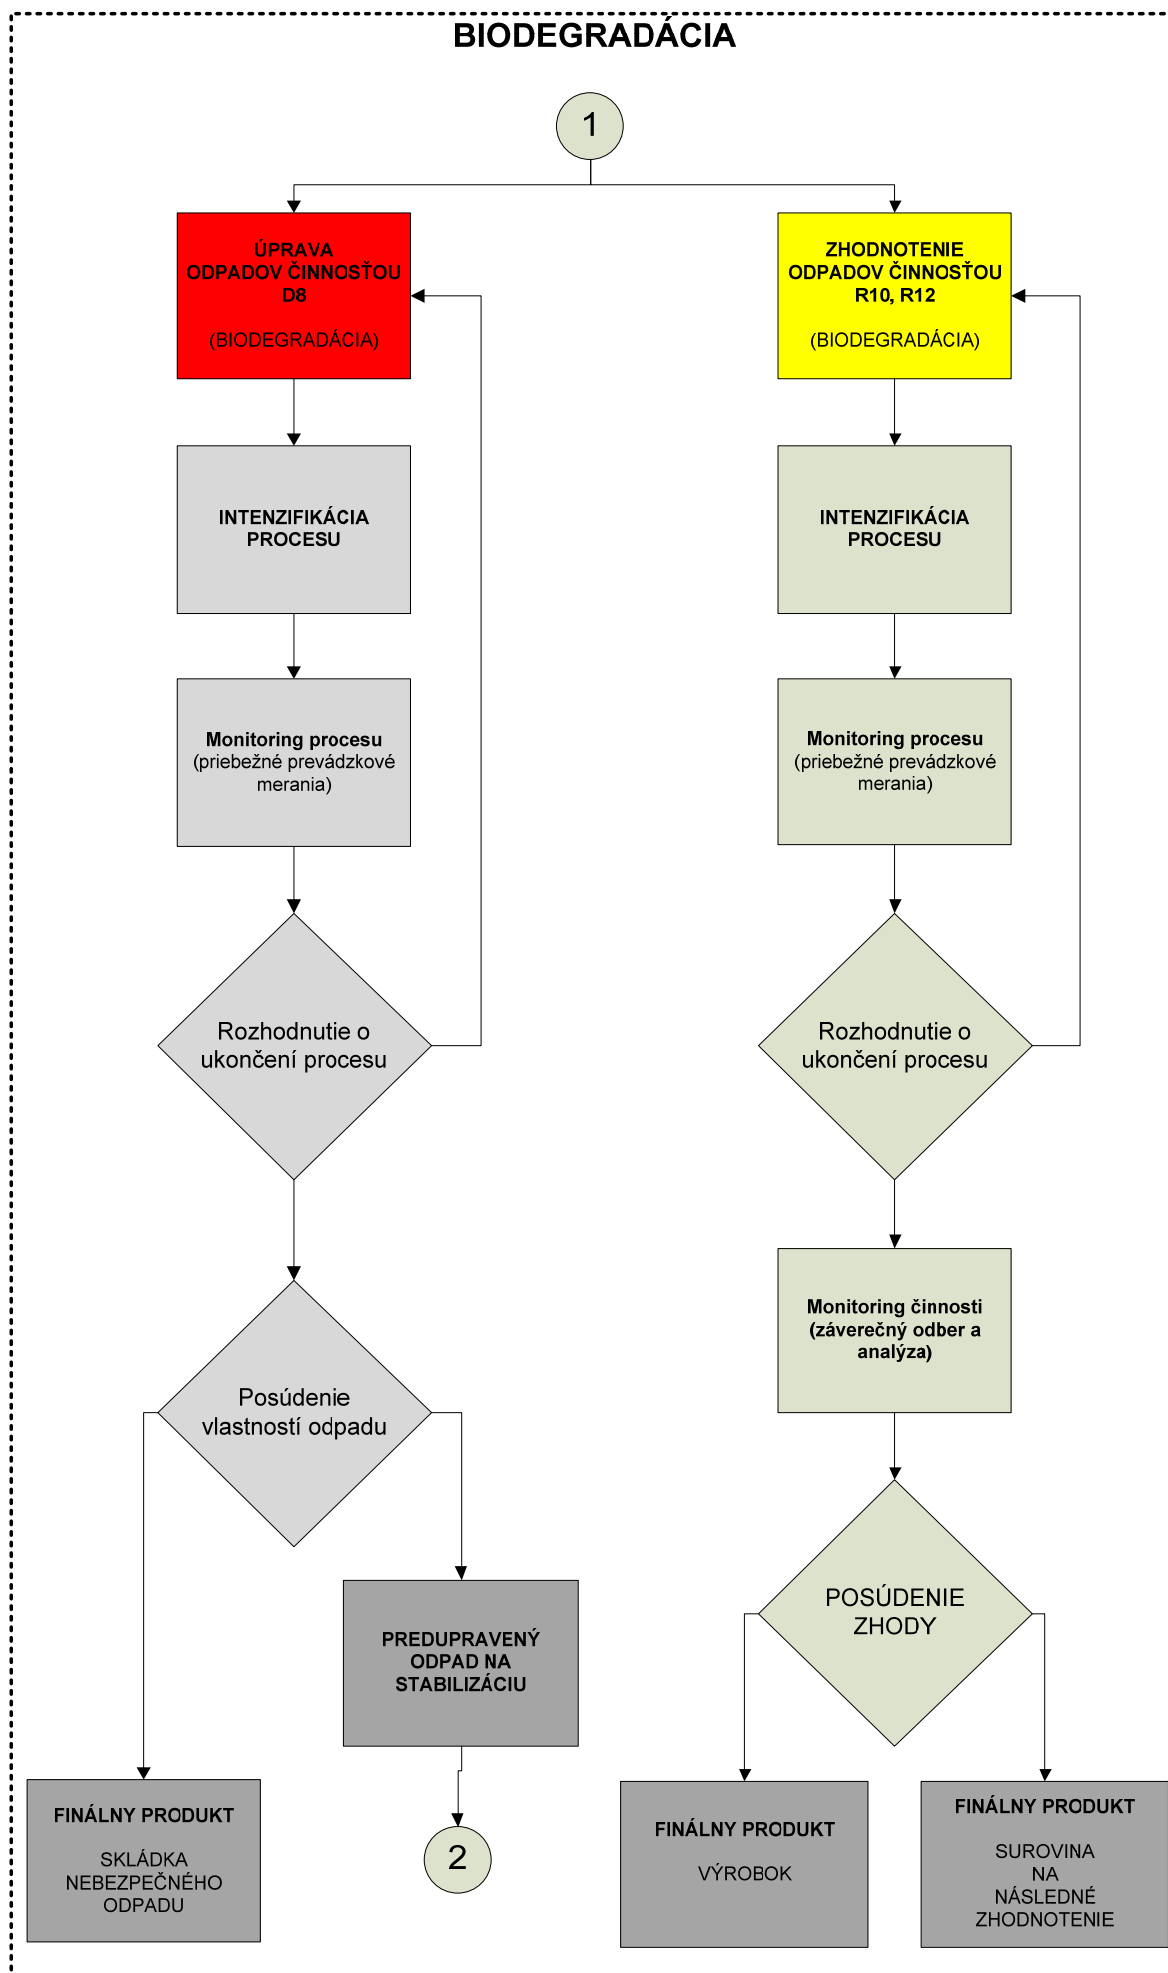 BIODEGRADÁCIA
1
ÚPRAVA
ODPADOV ČINNOSŤOU
D8
(BIODEGRADÁCIA)
ZHODNOTENIE
ODPADOV ČINNOSŤOU
R10, R12
(BIODEGRADÁCIA)
INTENZIFIKÁCIA
PROCESU
INTENZIFIKÁCIA
PROCESU
Monitoring procesu
(priebežné prevádzkové
merania)
Monitoring procesu
(priebežné prevádzkové
merania)
Rozhodnutie o
ukončení procesu
Rozhodnutie o
ukončení procesu
Monitoring činnosti
(záverečný odber a
analýza)
Posúdenie
vlastností odpadu
POSÚDENIE
ZHODY
PREDUPRAVENÝ
ODPAD NA
STABILIZÁCIU
FINÁLNY PRODUKT
SKLÁDKA
NEBEZPEČNÉHO
ODPADU
2
FINÁLNY PRODUKT
VÝROBOK
FINÁLNY PRODUKT
SUROVINA
NA
NÁSLEDNÉ
ZHODNOTENIE